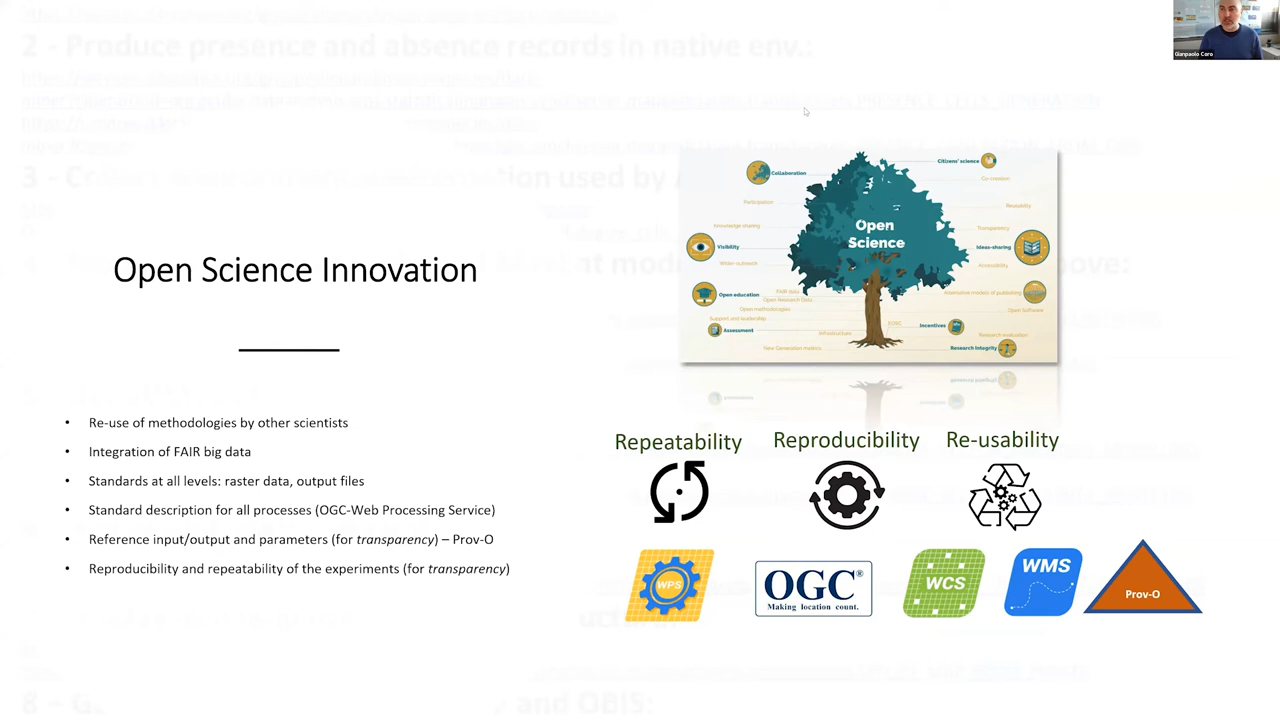 2 - Produce presence and absence records in native env.:
Gianpaolo Coro
Open Science Innovation
Re-use of methodologies by other scientists
Integration of FAIR big data
Standards at all levels: raster data, output files
Standard description for all processes (OGC-Web Processing Service)
Reference input/output and parameters (for transparency) – Prov-O
Reproducibility and repeatability of the experiments (for transparency)
Open
Science
Collaboration
Participation
Knowledge sharing
Visibility
Wider outreach
Open education
FAIR data
Open Research Data
Open methodologies
Support and leadership
Assessment
Infrastructure
New Generation metrics
Citizens' science
Co-creation
Reusability
Transparency
Ideas-sharing
Accessibility
Alternative models of publishing
Open Software
EOSC
Incentives
Research evaluation
Research Integrity
Repeatability
Reproducibility
Re-usability
WPS
OGC®
Making location count.
WCS
WMS
Prov-O
and OBIS: